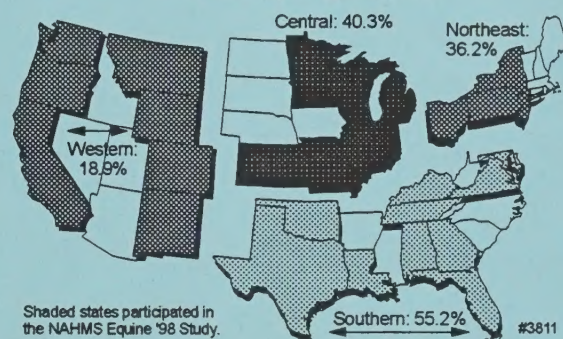 Central: 40.3%
Northeast:
36.2%
Western:
18.9%
Shaded states participated in
the NAHMS Equine '98 Study.
Southern: 55.2%
#3811